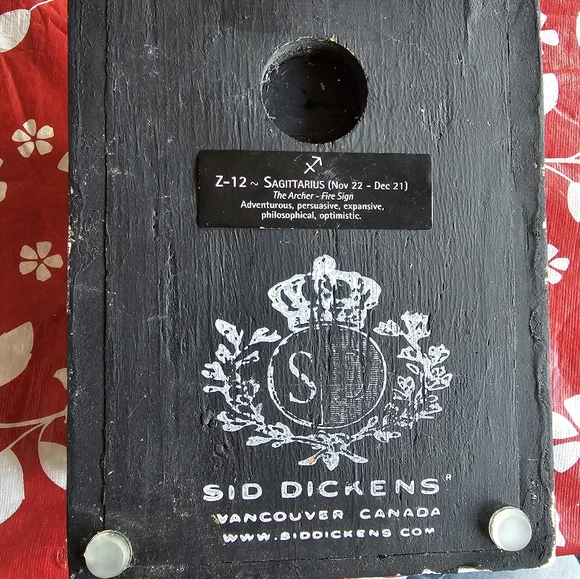 ♐
Z-12 ~ SAGITTARIUS (Nov 22 - Dec 21)
The Archer - Fire Sign
Adventurous, persuasive, expansive,
philosophical, optimistic.
S D
SID DICKENS®
VANCOUVER CANADA
WWW.SIDDICKENS.COM